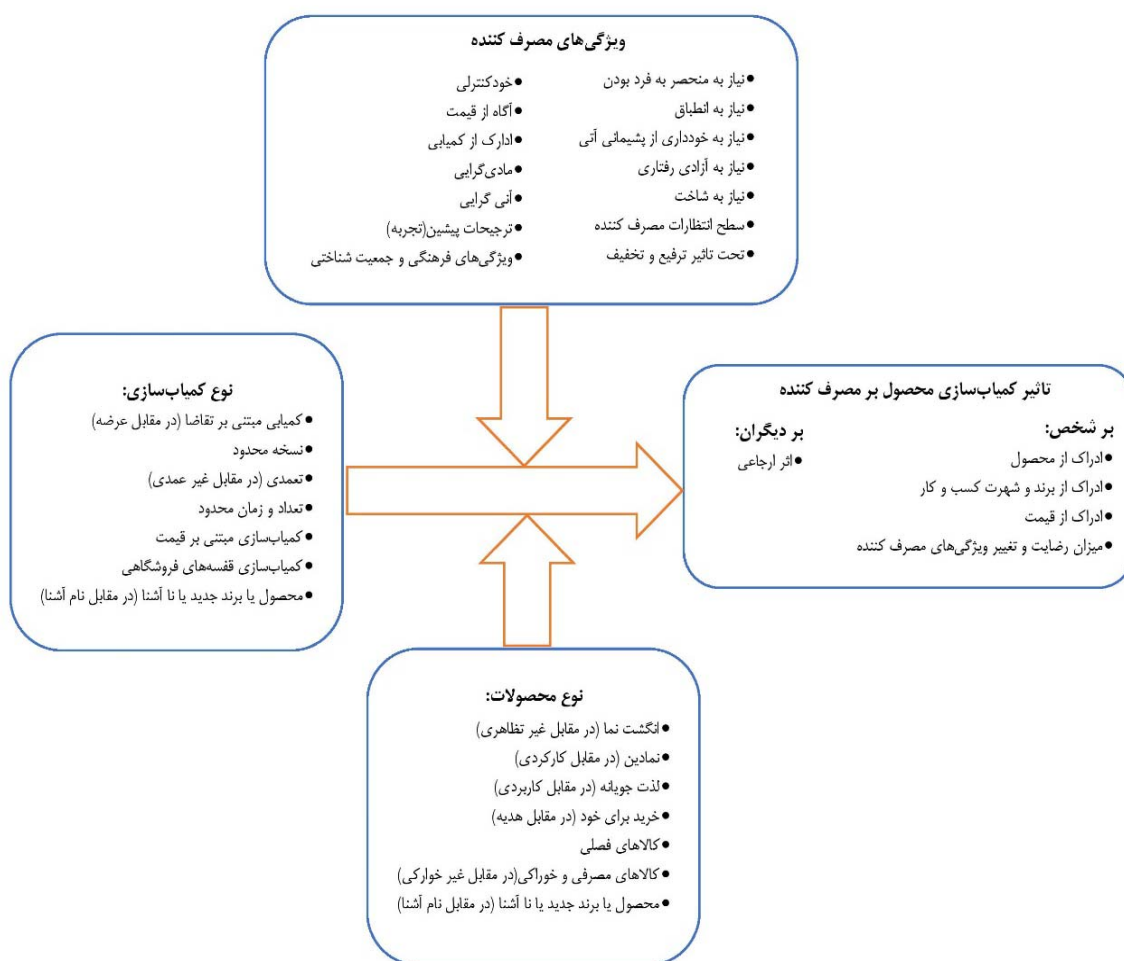 ویژگی‌های مصرف کننده
●نیاز به منحصر به فرد بودن
●نیاز به انطباق
●نیاز به خودداری از پشیمانی آتی
●نیاز به آزادی رفتاری
●نیاز به شاخت
●سطح انتظارات مصرف کننده
●تحت تاثیر ترفیع و تخفیف
●خودکنترلی
●آگاه از قیمت
●ادارک از کمیابی
●مادی‌گرایی
●آنی گرایی
●ترجیحات پیشین(تجربه)
●ویژگی‌های فرهنگی و جمعیت شناختی
تاثیر کمیاب‌سازی محصول بر مصرف کننده
بر شخص:
●ادراک از محصول
●ادراک از برند و شهرت کسب و کار
●ادراک از قیمت
●میزان رضایت و تغییر ویژگی‌های مصرف کننده
بر دیگران:
●اثر ارجاعی
نوع کمیاب‌سازی:
●کمیابی مبتنی بر تقاضا (در مقابل عرضه)
●نسخه محدود
●تعمدی (در مقابل غیر عمدی)
●تعداد و زمان محدود
●کمیاب‌سازی مبتنی بر قیمت
●کمیاب‌سازی قفسه‌های فروشگاهی
●محصول یا برند جدید یا نا آشنا (در مقابل نام آشنا)
نوع محصولات:
●انگشت نما (در مقابل غیر تظاهری)
●نمادین (در مقابل کارکردی)
●لذت جویانه (در مقابل کاربردی)
●خرید برای خود (در مقابل هدیه)
●کالاهای فصلی
●کالاهای مصرفی و خوراکی(در مقابل غیر خوارکی)
●محصول یا برند جدید یا نا آشنا (در مقابل نام آشنا)